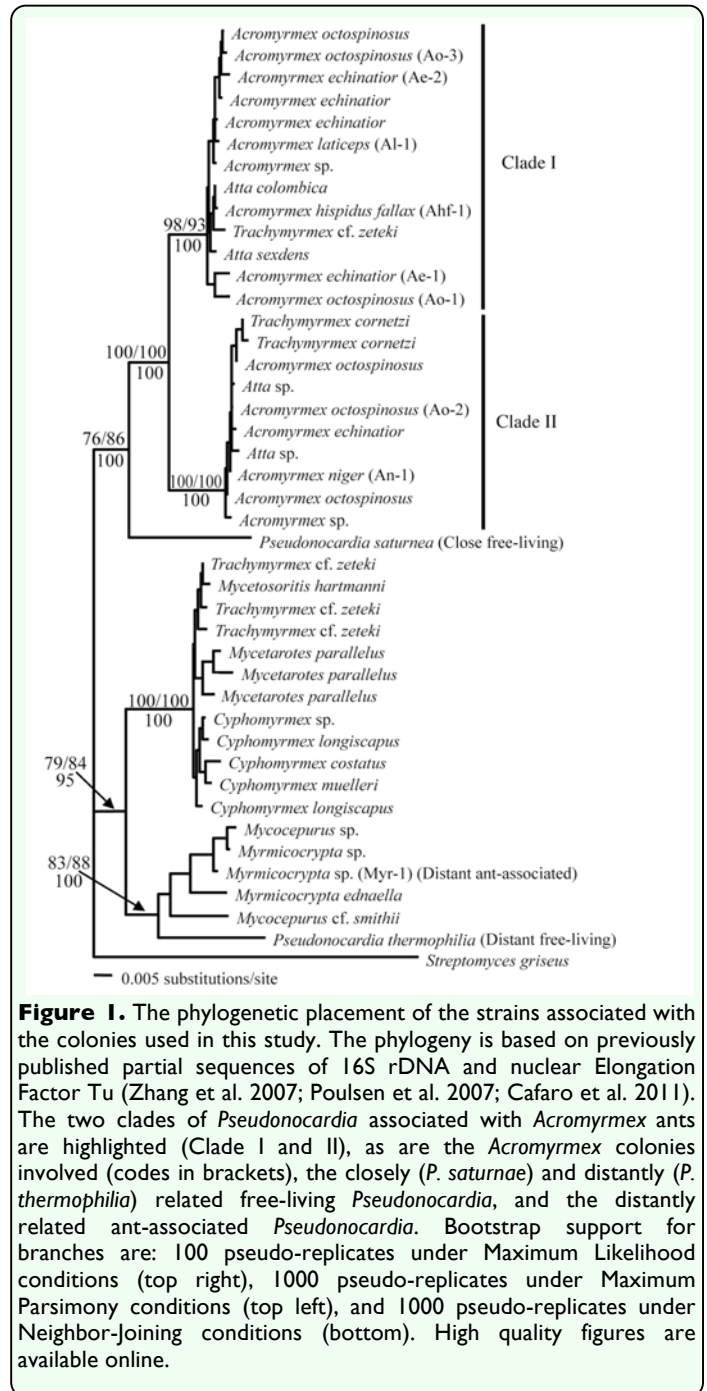 Acromyrmex octospinosus
Acromyrmex octospinosus (Ao-3)
Acromyrmex echinatior (Ae-2)
Acromyrmex echinatior
Acromyrmex echinatior
Acromyrmex laticeps (Al-1)
Acromyrmex sp.
Clade I
Atta colombica
Acromyrmex hispidus fallax (Ahf-1)
98/93
100
Trachymyrmex cf. zeteki
Atta sexdens
Acromyrmex echinatior (Ae-1)
Acromyrmex octospinosus (Ao-1)
Trachymyrmex cornetzi
Trachymyrmex cornetzi
100/100
100
Acromyrmex octospinosus
Atta sp.
Acromyrmex octospinosus (Ao-2)
Clade II
Acromyrmex echinatior
76/86
100
Atta sp.
Acromyrmex niger (An-1)
100/100
100
Acromyrmex octospinosus
Acromyrmex sp.
Pseudonocardia saturnea (Close free-living)
Trachymyrmex cf. zeteki
Mycetosoritis hartmanni
Trachymyrmex cf. zeteki
Trachymyrmex cf. zeteki
Mycetarotes parallelus
Mycetarotes parallelus
Mycetarotes parallelus
100/100
100
Cyphomyrmex sp.
Cyphomyrmex longiscapus
Cyphomyrmex costatus
79/84
95
Cyphomyrmex muelleri
Cyphomyrmex longiscapus
Mycocepurus sp.
Myrmicocrypta sp.
83/88
100
Myrmicocrypta sp. (Myr-1) (Distant ant-associated)
Myrmicocrypta ednaella
Mycocepurus cf. smithii
Pseudonocardia thermophilia (Distant free-living)
Streptomyces griseus
0.005 substitutions/site
Figure 1. The phylogenetic placement of the strains associated with
the colonies used in this study. The phylogeny is based on previously
published partial sequences of 16S rDNA and nuclear Elongation
Factor Tu (Zhang et al. 2007; Poulsen et al. 2007; Cafaro et al. 2011).
The two clades of Pseudonocardia associated with Acromyrmex ants
are highlighted (Clade I and II), as are the Acromyrmex colonies
involved (codes in brackets), the closely (P. saturnae) and distantly (P.
thermophilia) related free-living Pseudonocardia, and the distantly
related ant-associated Pseudonocardia. Bootstrap support for
branches are: 100 pseudo-replicates under Maximum Likelihood
conditions (top right), 1000 pseudo-replicates under Maximum
Parsimony conditions (top left), and 1000 pseudo-replicates under
Neighbor-Joining conditions (bottom). High quality figures are
available online.